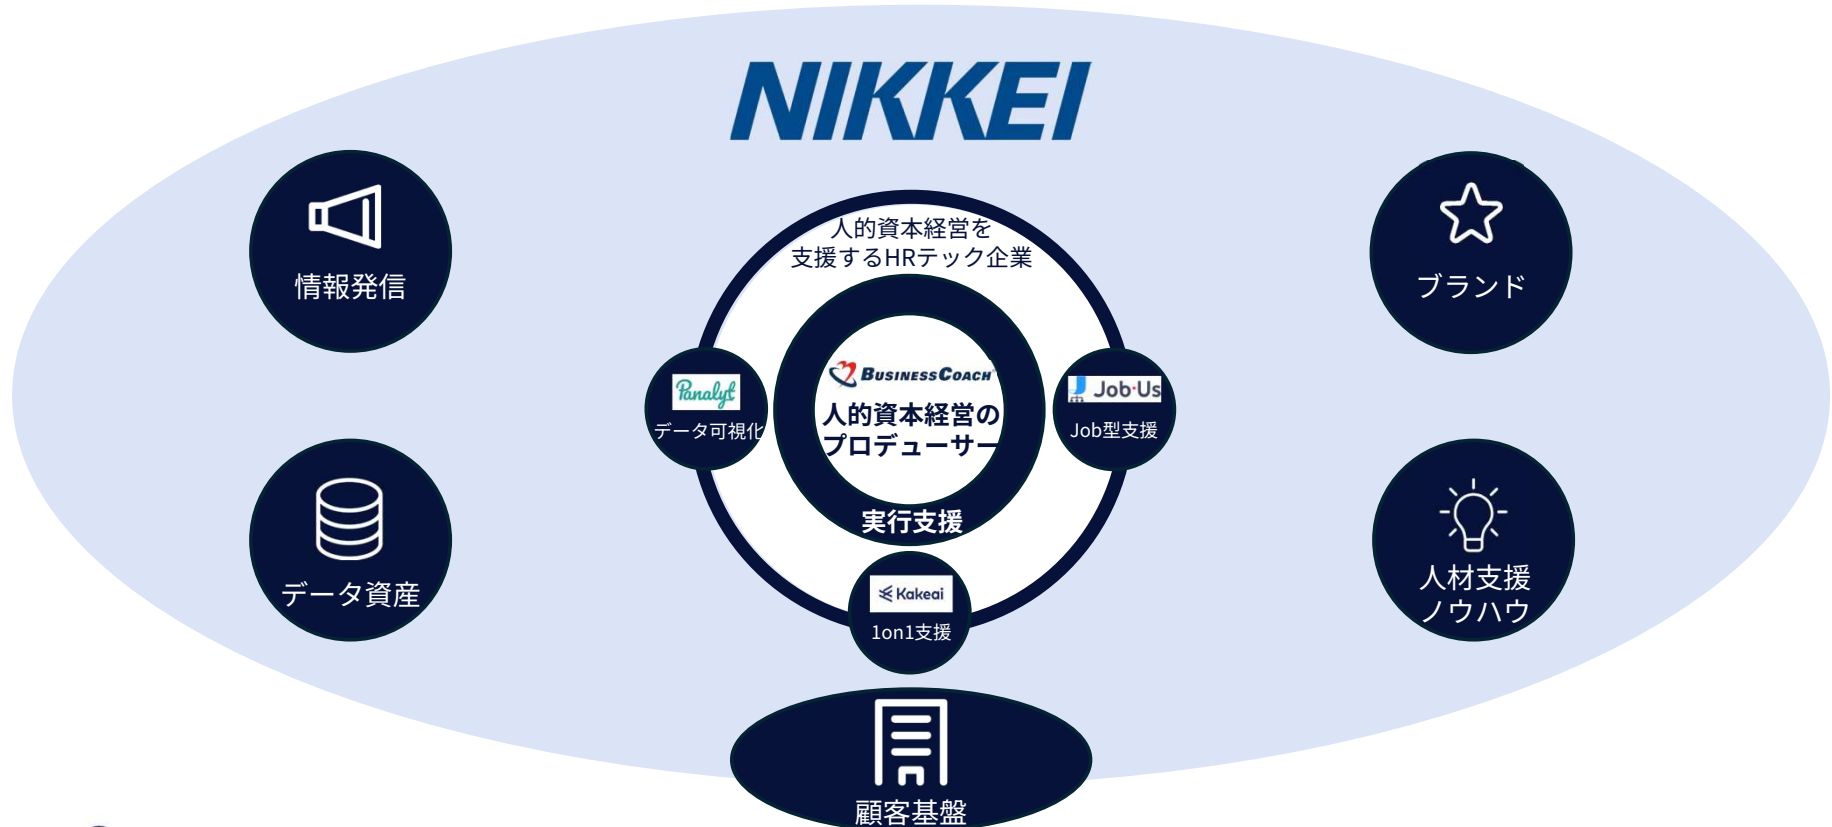 NIKKEI
情報発信
ブランド
人的資本経営を
支援するHRテック企業
BUSINESSCOACH
人的資本経営の
プロデューサー
Panalyt
データ可視化
Job·Us
Job型支援
実行支援
データ資産
人材支援
ノウハウ
Kakeai
1on1支援
顧客基盤